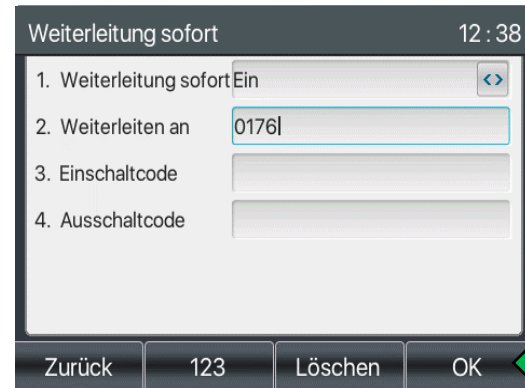 Weiterleitung sofort 12:38
1. Weiterleitung sofort Ein <>
2. Weiterleiten an 0176
3. Einschaltcode
4. Ausschaltcode
Zurück 123 Löschen OK